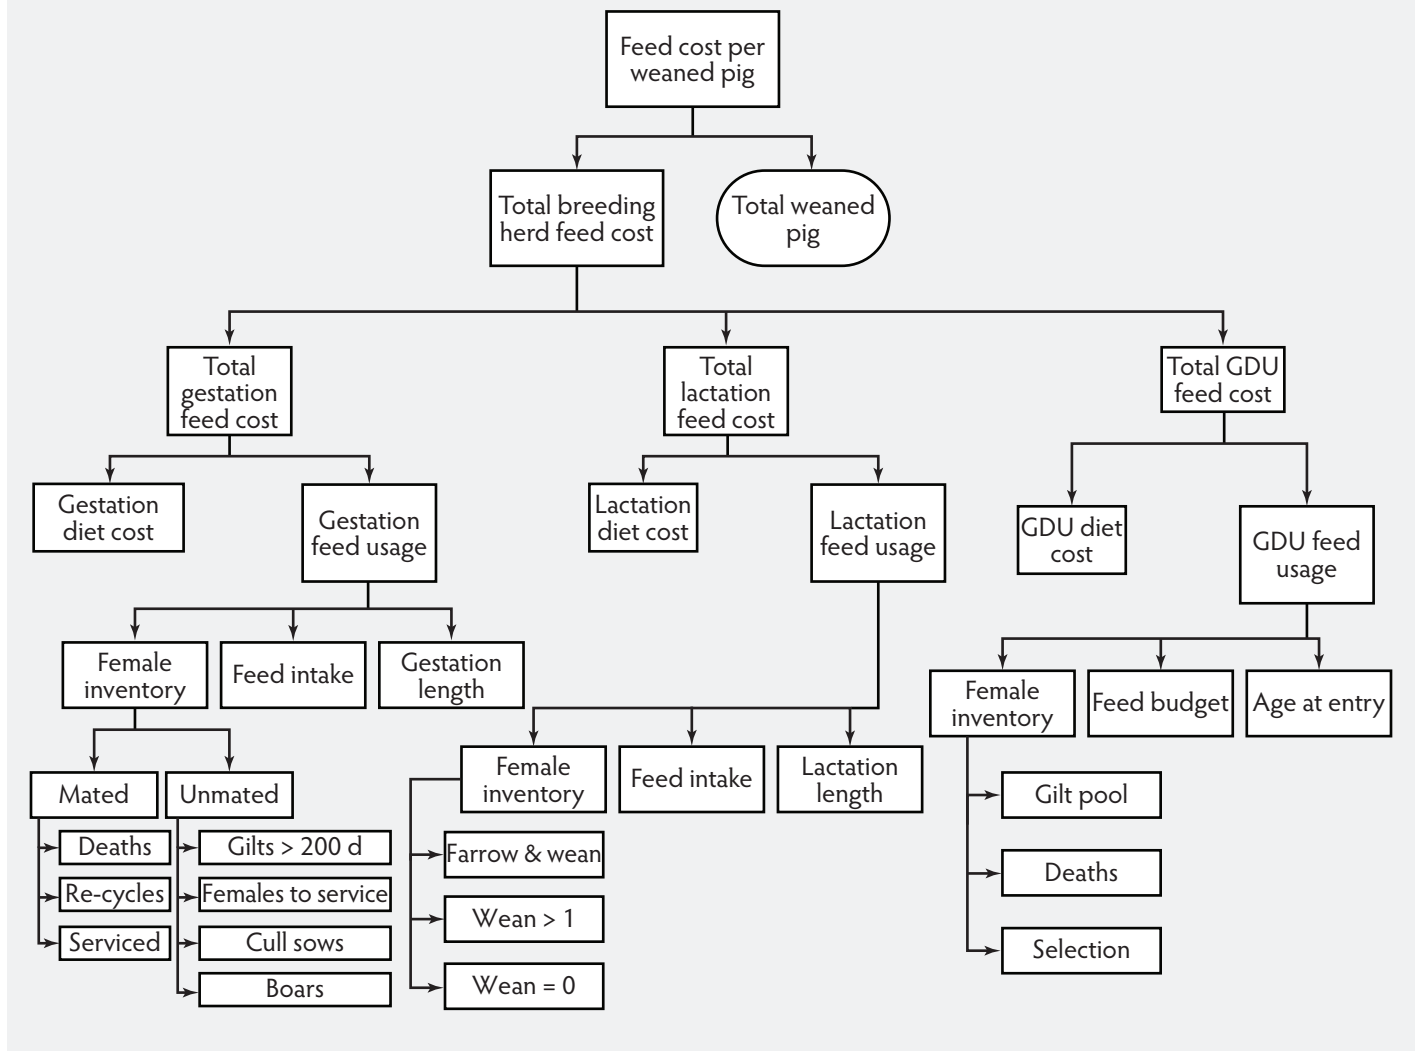 Feed cost per
weaned pig
Total breeding
herd feed cost
Total weaned
pig
Total
gestation
feed cost
Total
lactation
feed cost
Total GDU
feed cost
Gestation
diet cost
Gestation
feed usage
Lactation
diet cost
Lactation
feed usage
GDU diet
cost
GDU feed
usage
Female
inventory
Feed intake
Gestation
length
Female
inventory
Feed budget
Age at entry
Mated
Unmated
Deaths
Re-cycles
Serviced
Gilts > 200 d
Females to service
Cull sows
Boars
Female
inventory
Feed intake
Lactation
length
Farrow & wean
Wean > 1
Wean = 0
Gilt pool
Deaths
Selection